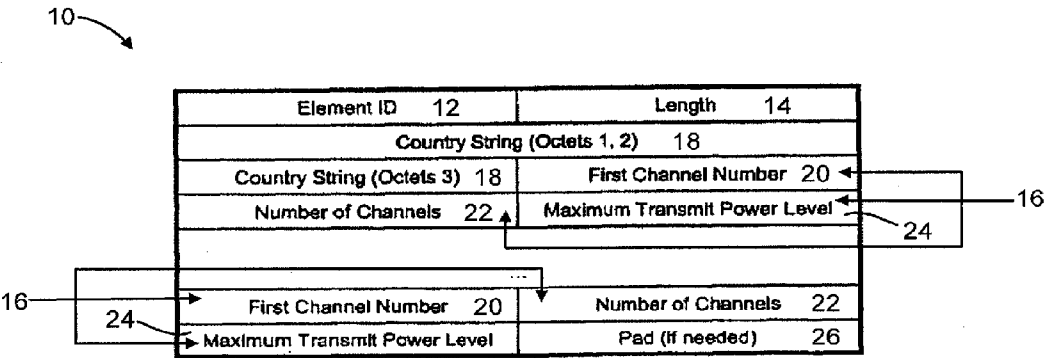 10
Element ID 12 Length 14
Country String (Octets 1, 2) 18
Country String (Octets 3) 18 First Channel Number 20
16
Number of Channels 22 Maximum Transmit Power Level
24
...
16
First Channel Number 20 Number of Channels 22
24
Maximum Transmit Power Level Pad (if needed) 26